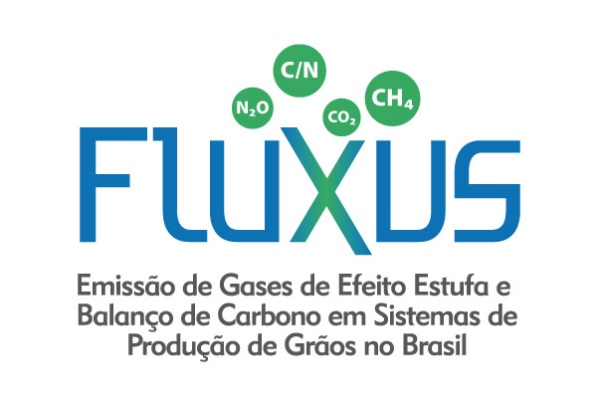 C/N
N₂O
CO₂
CH₄
FLUXUS
Emissão de Gases de Efeito Estufa e
Balanço de Carbono em Sistemas de
Produção de Grãos no Brasil